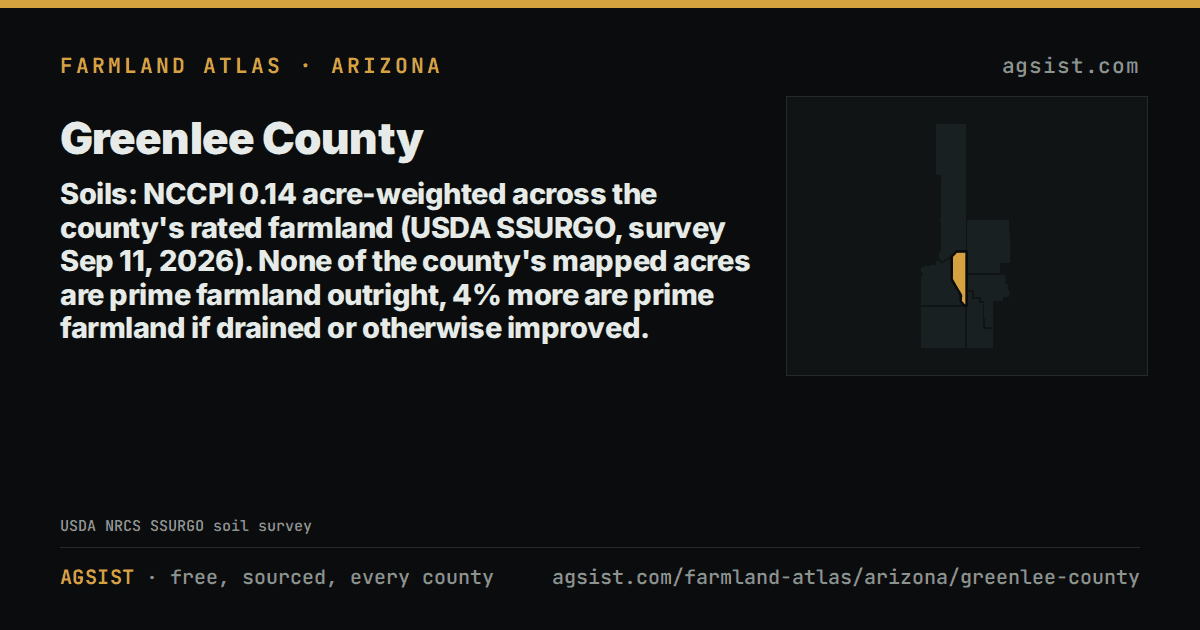 FARMLAND ATLAS · ARIZONA
agsist.com
Greenlee County
Soils: NCCPI 0.14 acre-weighted across the
county's rated farmland (USDA SSURGO, survey
Sep 11, 2026). None of the county's mapped acres
are prime farmland outright, 4% more are prime
farmland if drained or otherwise improved.
USDA NRCS SSURGO soil survey
AGSIST · free, sourced, every county
agsist.com/farmland-atlas/arizona/greenlee-county